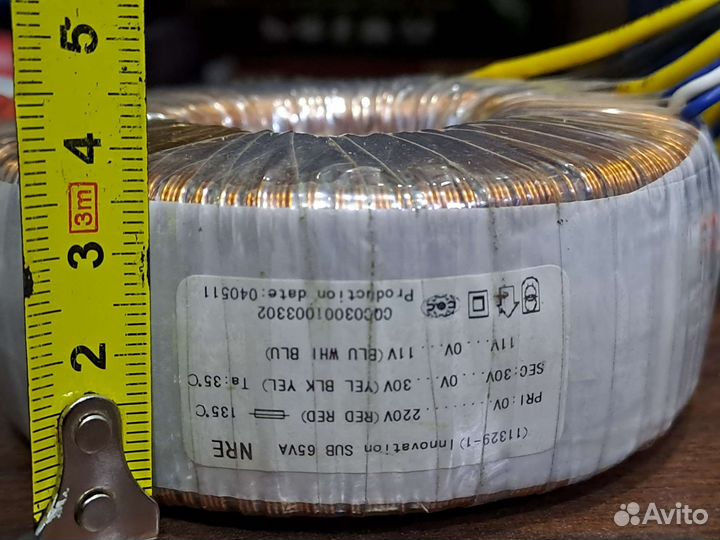 5
4
3m
3
2
(11329-1) Innovation SUB 65VA
NRE
PRI:0V........220V(RED RED) 135℃
SEC:30V...0V...30V(YEL BLK YEL) Ta:35℃
11V...0V...11V(BLU WHI BLU)
CQC03001003302
Production date:040511
Avito